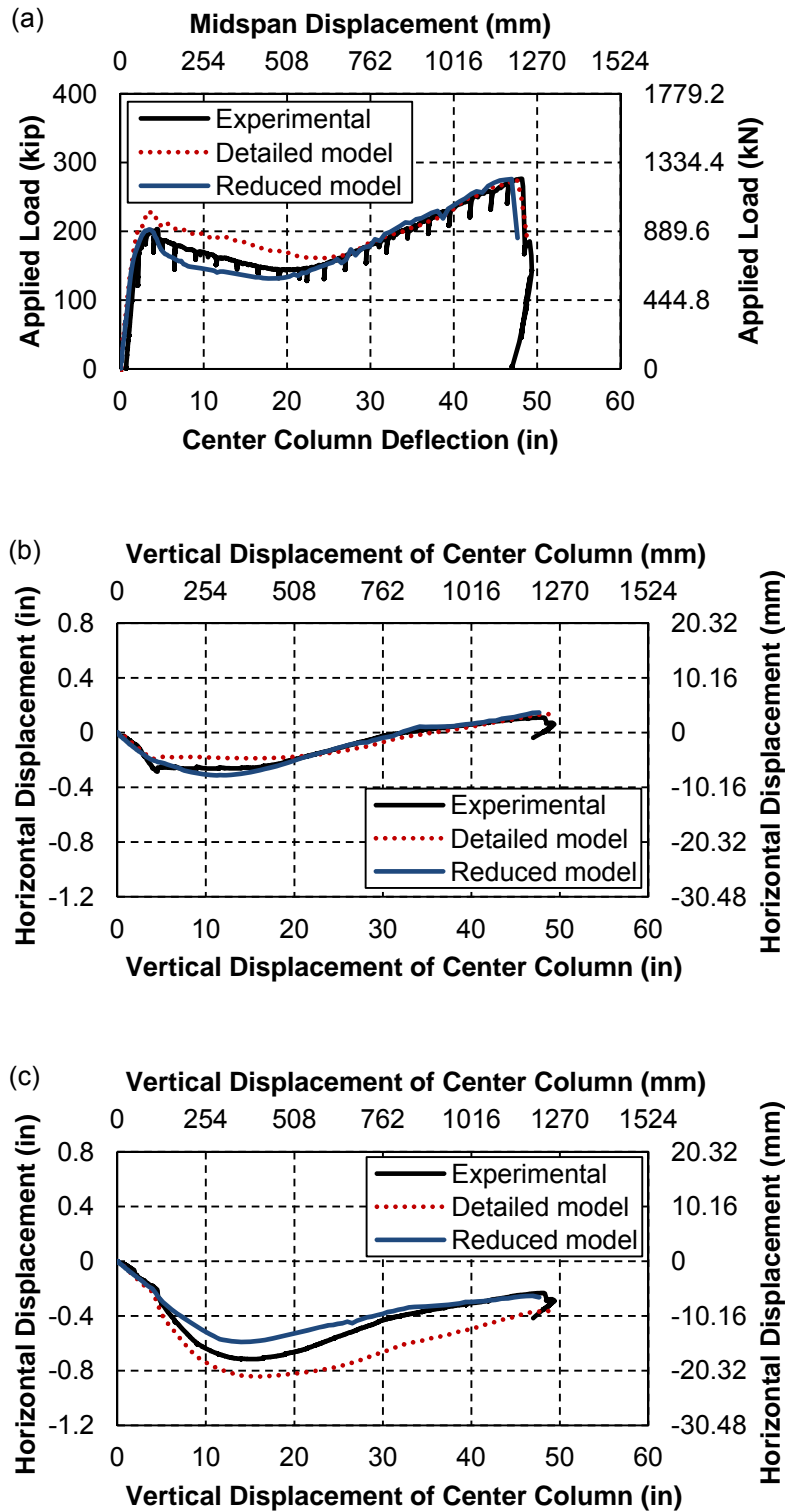 (a)
Midspan Displacement (mm)
0 254 508 762 1016 1270 1524
400 1779.2
300 1334.4
200 889.6
100 444.8
0 0
Applied Load (kip)
Applied Load (kN)
Experimental
Detailed model
Reduced model
0 10 20 30 40 50 60
Center Column Deflection (in)
(b)
Vertical Displacement of Center Column (mm)
0 254 508 762 1016 1270 1524
0.8 20.32
0.4 10.16
0 0
-0.4 -10.16
-0.8 -20.32
-1.2 -30.48
Horizontal Displacement (in)
Horizontal Displacement (mm)
Experimental
Detailed model
Reduced model
0 10 20 30 40 50 60
Vertical Displacement of Center Column (in)
(c)
Vertical Displacement of Center Column (mm)
0 254 508 762 1016 1270 1524
0.8 20.32
0.4 10.16
0 0
-0.4 -10.16
-0.8 -20.32
-1.2 -30.48
Horizontal Displacement (in)
Horizontal Displacement (mm)
Experimental
Detailed model
Reduced model
0 10 20 30 40 50 60
Vertical Displacement of Center Column (in)